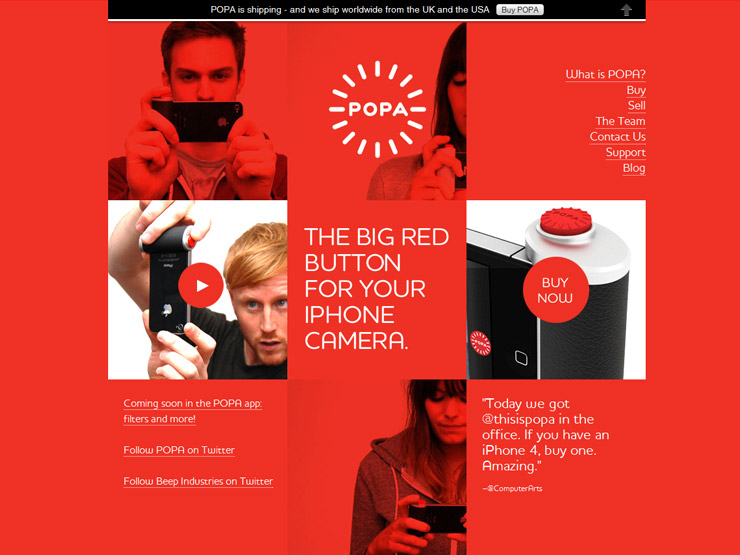 POPA is shipping - and we ship worldwide from the UK and the USA Buy POPA
POPA
What is POPA?
Buy
Sell
The Team
Contact Us
Support
Blog
THE BIG RED
BUTTON
FOR YOUR
IPHONE
CAMERA.
POPA
BUY
NOW
POPA
Coming soon in the POPA app:
filters and more!
Follow POPA on Twitter
Follow Beep Industries on Twitter
"Today we got
@thisispopa in the
office. If you have an
iPhone 4, buy one.
Amazing."
–@ComputerArts